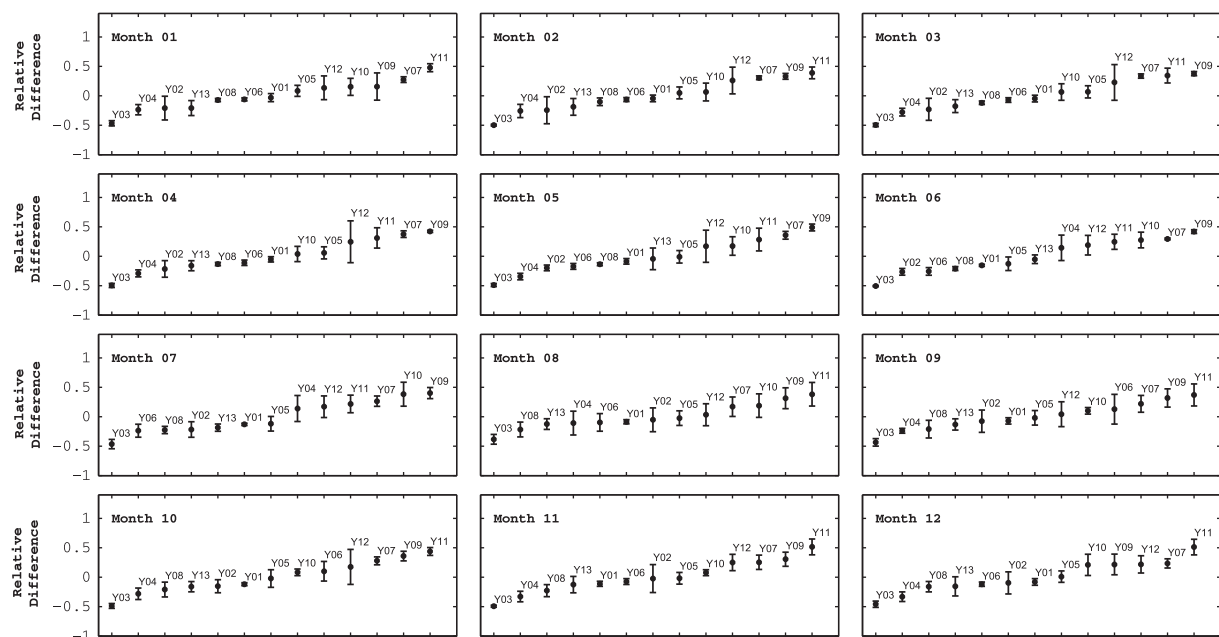 Relative Difference
1
0.5
0
−0.5
−1
Month 01
Y03 Y04 Y02 Y13 Y08 Y06 Y01 Y05 Y12 Y10 Y09 Y07 Y11
Month 02
Y03 Y04 Y02 Y13 Y08 Y06 Y01 Y05 Y10 Y12 Y07 Y09 Y11
Month 03
Y03 Y04 Y02 Y13 Y08 Y06 Y01 Y10 Y05 Y12 Y07 Y11 Y09
Relative Difference
1
0.5
0
−0.5
−1
Month 04
Y03 Y04 Y02 Y13 Y08 Y06 Y01 Y10 Y05 Y12 Y11 Y07 Y09
Month 05
Y03 Y04 Y02 Y06 Y08 Y01 Y13 Y05 Y12 Y10 Y11 Y07 Y09
Month 06
Y03 Y02 Y06 Y08 Y01 Y05 Y13 Y04 Y12 Y11 Y10 Y07 Y09
Relative Difference
1
0.5
0
−0.5
−1
Month 07
Y03 Y06 Y08 Y02 Y13 Y01 Y05 Y04 Y12 Y11 Y07 Y10 Y09
Month 08
Y03 Y08 Y13 Y04 Y06 Y01 Y02 Y05 Y12 Y07 Y10 Y09 Y11
Month 09
Y03 Y04 Y08 Y13 Y02 Y01 Y05 Y12 Y10 Y06 Y07 Y09 Y11
Relative Difference
1
0.5
0
−0.5
−1
Month 10
Y03 Y04 Y08 Y13 Y02 Y01 Y05 Y10 Y06 Y12 Y07 Y09 Y11
Month 11
Y03 Y04 Y08 Y13 Y01 Y06 Y02 Y05 Y10 Y12 Y07 Y09 Y11
Month 12
Y03 Y04 Y08 Y13 Y06 Y02 Y01 Y05 Y10 Y09 Y12 Y07 Y11